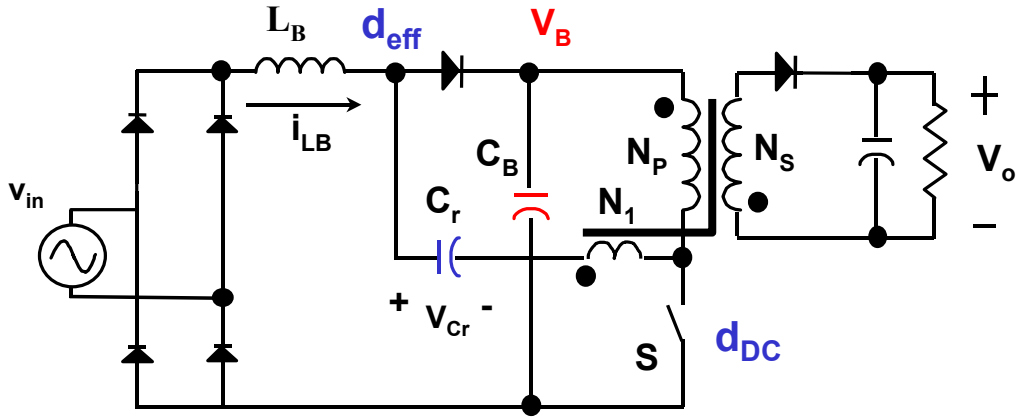 L_B
d_eff
V_B
i_LB
C_B
N_P
N_S
+
V_o
−
v_in
C_r
N_1
+ v_Cr -
S
d_DC